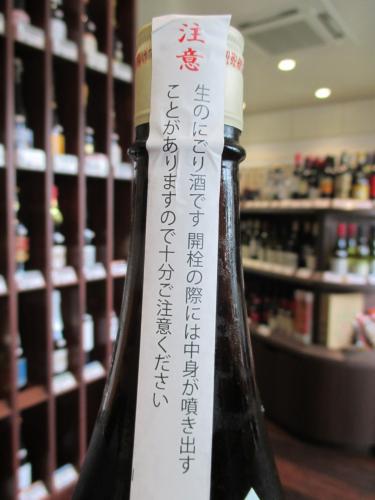 注意
生のにごり酒です 開栓の際には中身が噴き出す
ことがありますので十分ご注意ください